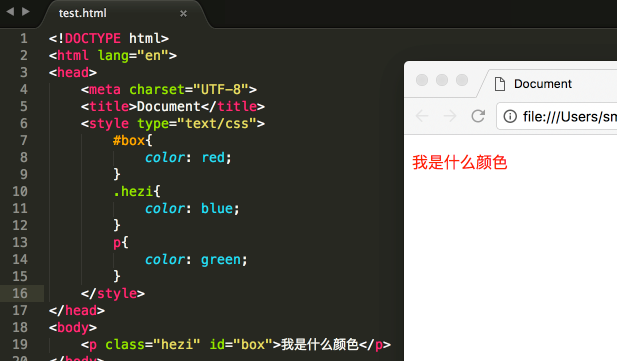 test.html ×
1 <!DOCTYPE html>
2 <html lang="en">
3 <head>
4 <meta charset="UTF-8">
5 <title>Document</title>
6 <style type="text/css">
7 #box{
8 color: red;
9 }
10 .hezi{
11 color: blue;
12 }
13 p{
14 color: green;
15 }
16 </style>
17 </head>
18 <body>
19 <p class="hezi" id="box">我是什么颜色</p>
20 </body>
Document
file:///Users/sm
我是什么颜色